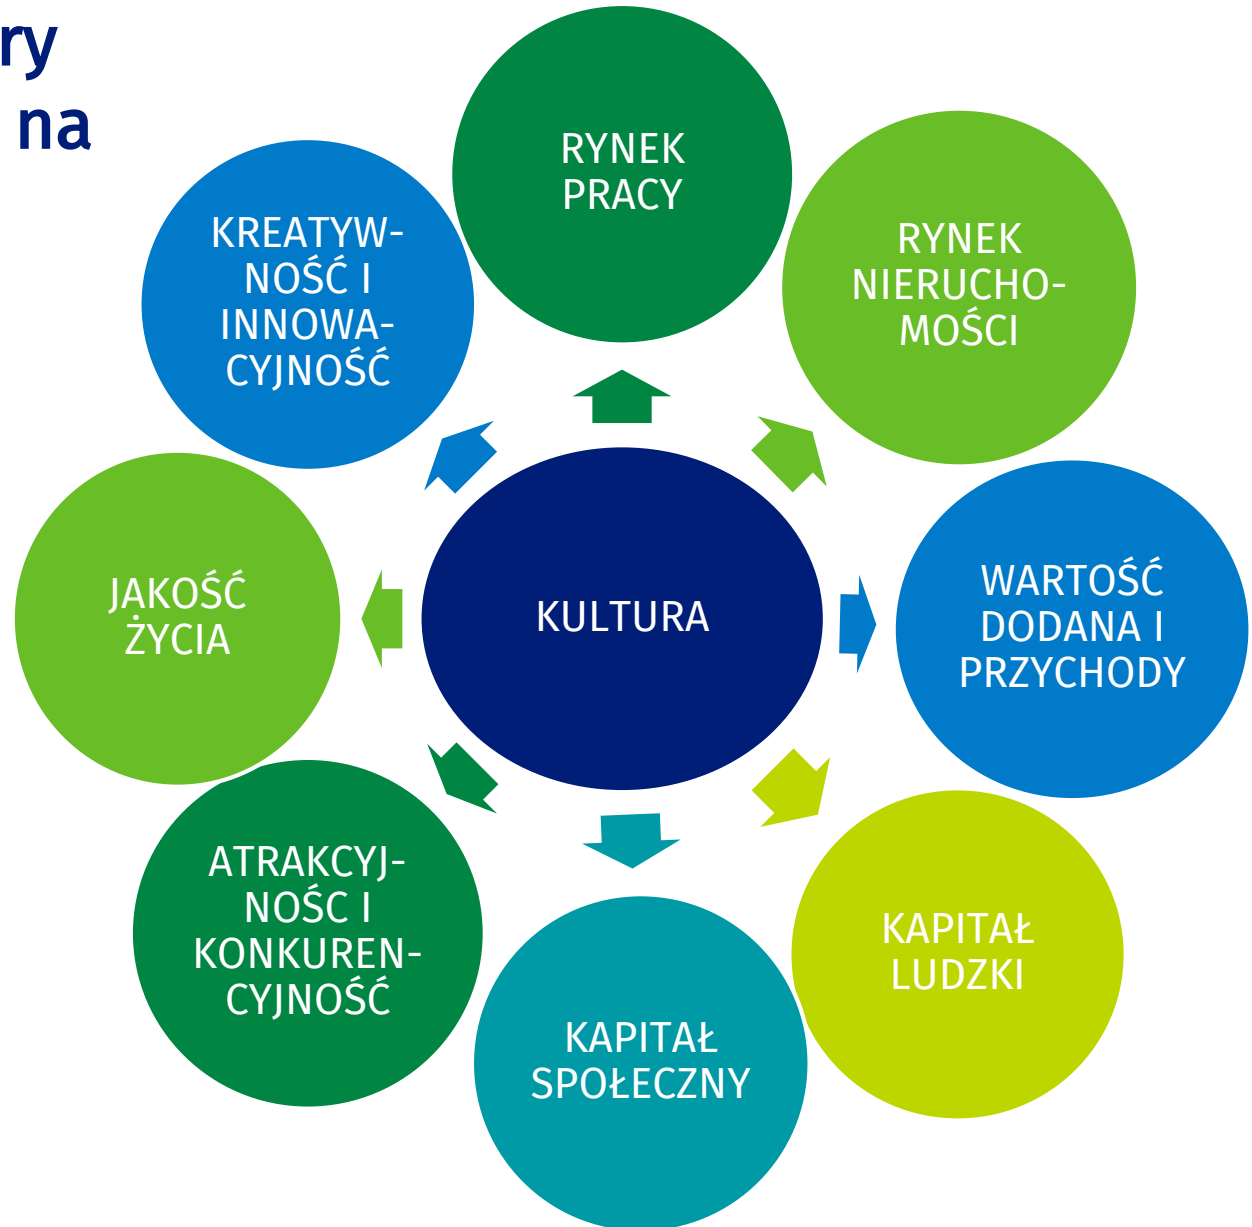 ry
na
RYNEK
PRACY
RYNEK
NIERUCHO-
MOŚCI
WARTOŚĆ
DODANA I
PRZYCHODY
KAPITAŁ
LUDZKI
KAPITAŁ
SPOŁECZNY
ATRAKCYJ-
NOŚC I
KONKUREN-
CYJNOŚĆ
JAKOŚĆ
ŻYCIA
KREATYW-
NOŚĆ I
INNOWA-
CYJNOŚĆ
KULTURA